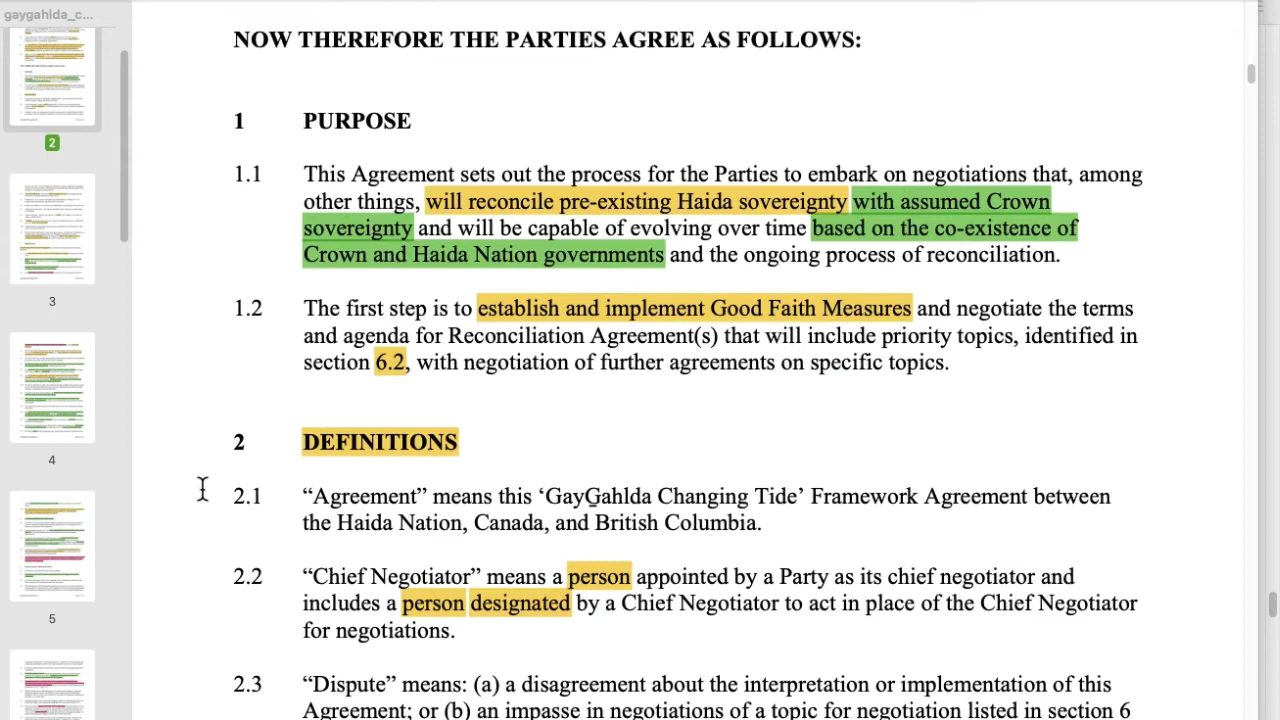 gaygahlda_c...
2
3
4
5
NOW THEREFORE THE PARTIES AGREE AS FOLLOWS:
1 PURPOSE
1.1 This Agreement sets out the process for the Parties to embark on negotiations that, among
other things, will reconcile pre-existing Haida sovereignty with assumed Crown
sovereignty and will be capable of evolving over time based on the co-existence of
Crown and Haida Nation governments and the ongoing process of reconciliation.
1.2 The first step is to establish and implement Good Faith Measures and negotiate the terms
and agenda for Reconciliation Agreement(s) that will include priority topics, identified in
section 6.2, with negotiation of further agreements on specific topics.
2 DEFINITIONS
2.1 “Agreement” means this ‘GayG̲ahlda Changing Tide’ Framework Agreement between
the Haida Nation, Canada, and British Columbia.
2.2 “Chief Negotiator” means a person appointed by a Party as its lead negotiator and
includes a person designated by a Chief Negotiator to act in place of the Chief Negotiator
for negotiations.
2.3 “Dispute” means any disagreement about (a) the interpretation or implementation of this
Agreement, or (b) an impasse in negotiating a topic for negotiation listed in section 6